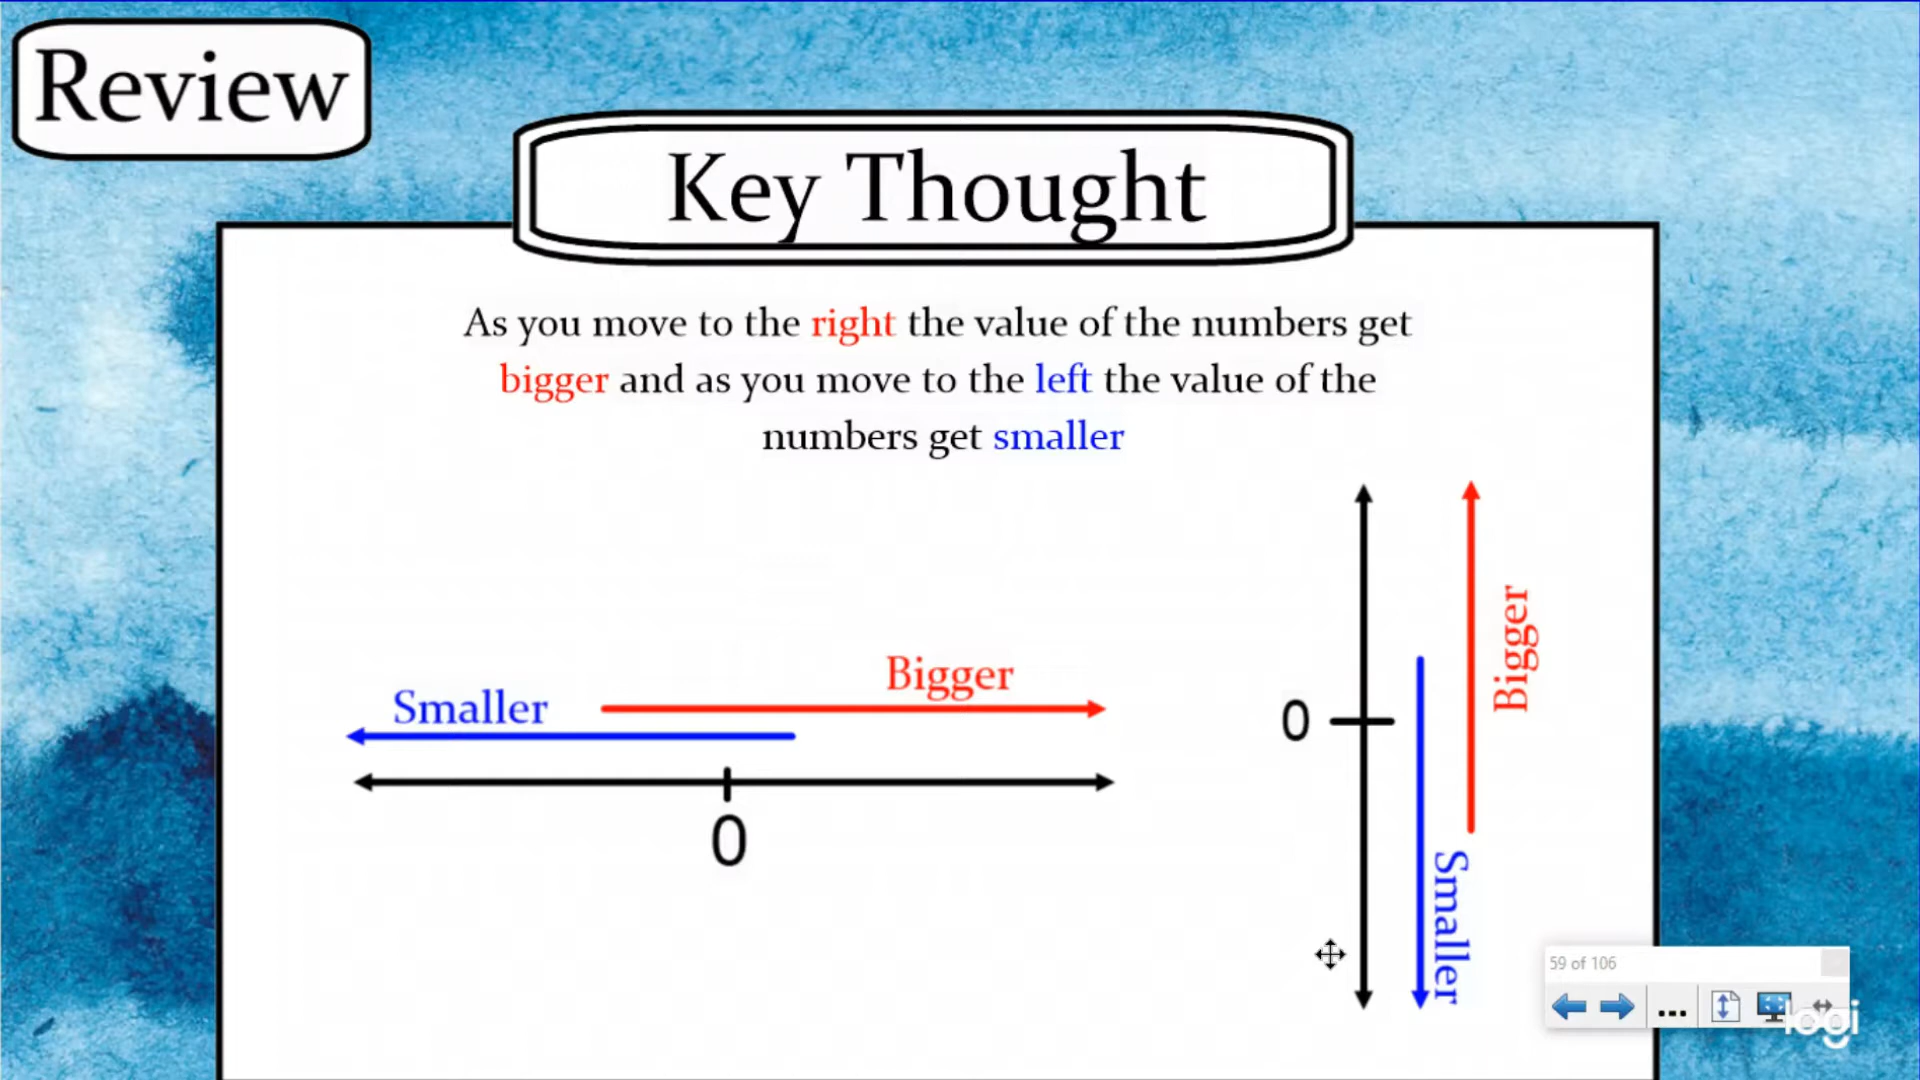 Review
Key Thought
As you move to the right the value of the numbers get
bigger and as you move to the left the value of the
numbers get smaller
Bigger
Smaller
0
0
Bigger
Smaller
59 of 106
...
logi